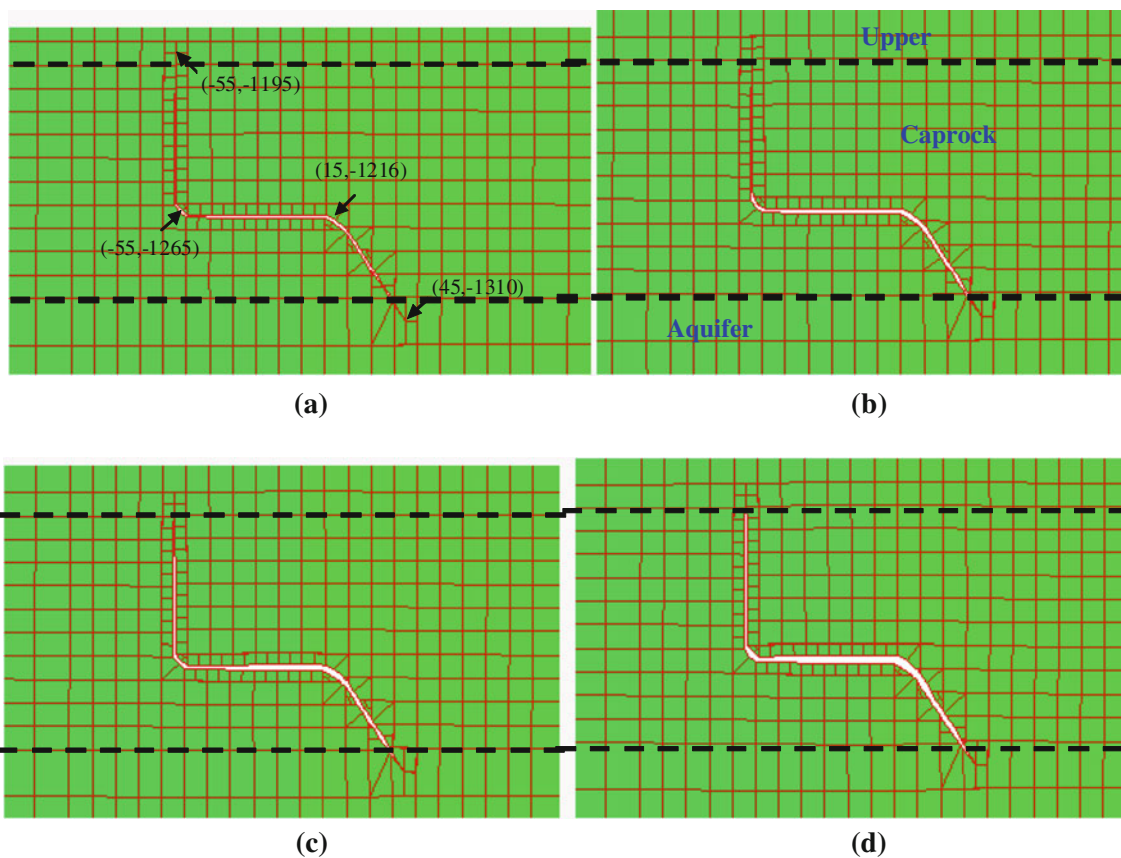 Upper
(-55,-1195)
Caprock
(15,-1216)
(-55,-1265)
(45,-1310)
Aquifer
(a)
(b)
(c)
(d)